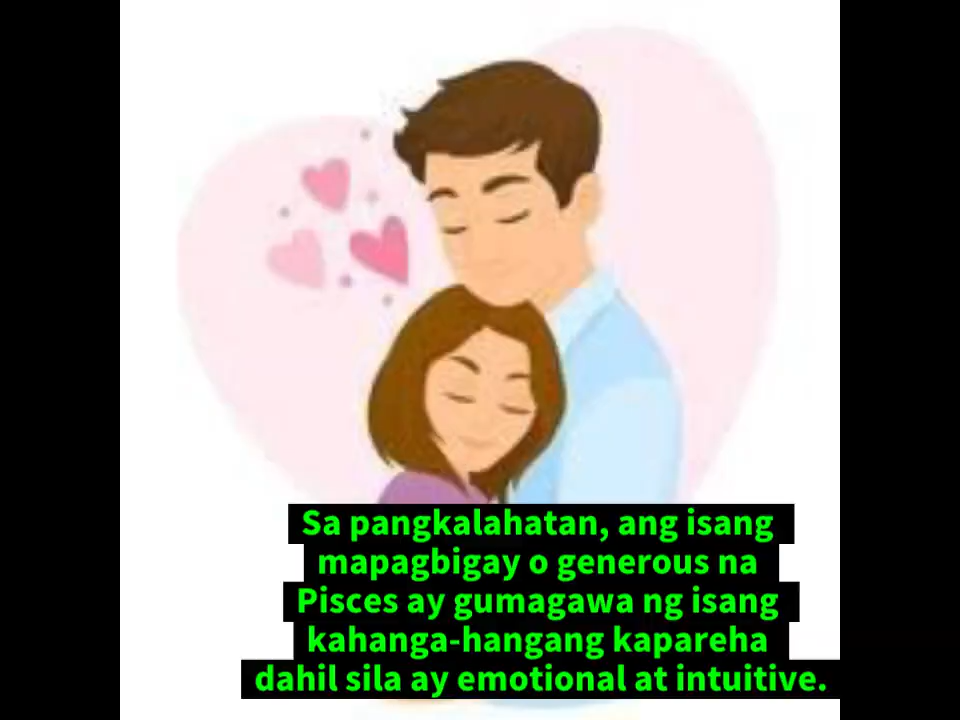 Sa pangkalahatan, ang isang
mapagbigay o generous na
Pisces ay gumagawa ng isang
kahanga-hangang kapareha
dahil sila ay emotional at intuitive.